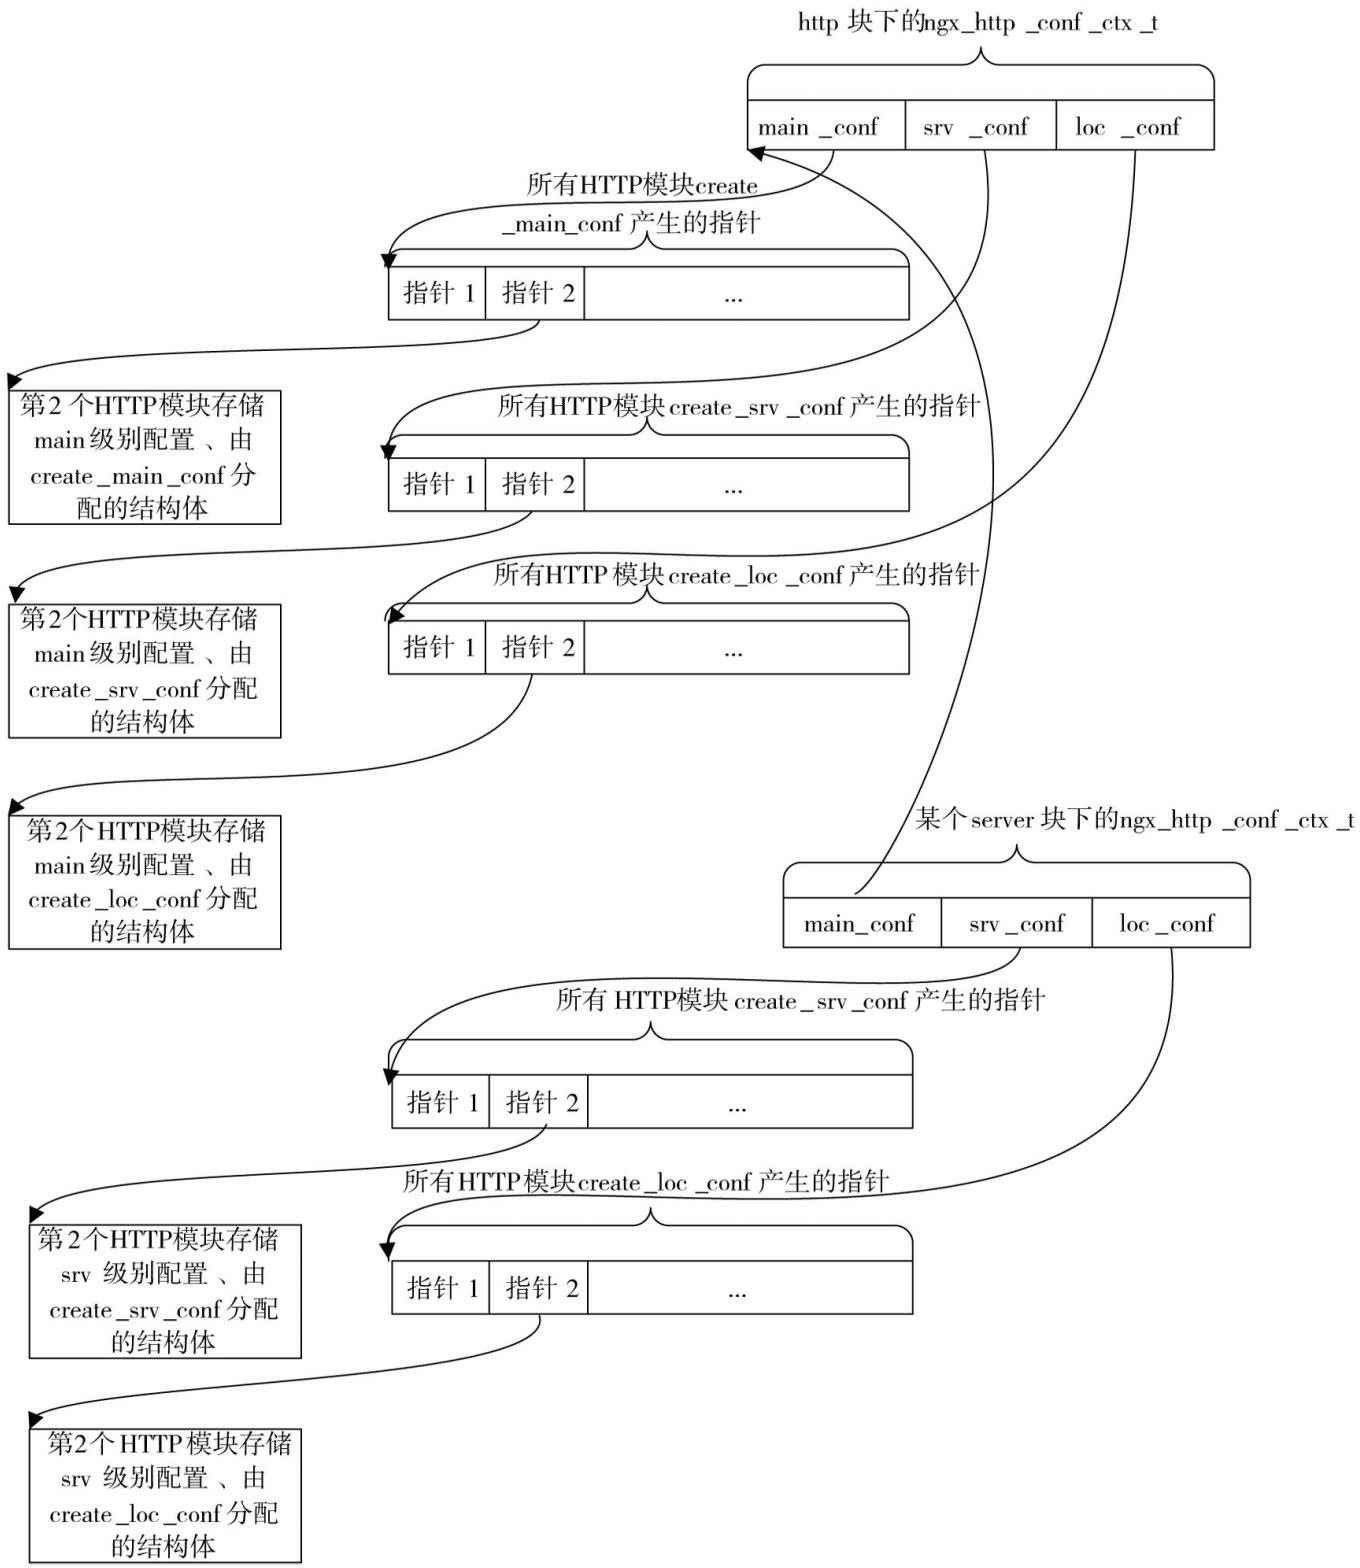 http 块下的ngx_http _conf _ctx _t
main _conf
srv _conf
loc _conf
所有HTTP模块create
_main_conf 产生的指针
指针 1
指针 2
...
第2 个HTTP模块存储
main 级别配置 、由
create _main _conf 分
配的结构体
所有HTTP模块 create _srv _conf 产生的指针
指针 1
指针 2
...
第2个HTTP模块存储
main 级别配置 、由
create _srv _conf 分配
的结构体
所有HTTP 模块 create _loc _conf 产生的指针
指针 1
指针 2
...
第2个HTTP模块存储
main 级别配置 、由
create _loc _conf 分配
的结构体
某个 server 块下的ngx_http _conf _ctx _t
main_conf
srv _conf
loc _conf
所有 HTTP模块 create _ srv _conf 产生的指针
指针 1
指针 2
...
第2个HTTP模块存储
srv 级别配置 、由
create _srv _conf 分配
的结构体
所有 HTTP模块create _loc _conf 产生的指针
指针 1
指针 2
...
第2个 HTTP 模块存储
srv 级别配置 、由
create _loc _conf 分配
的结构体